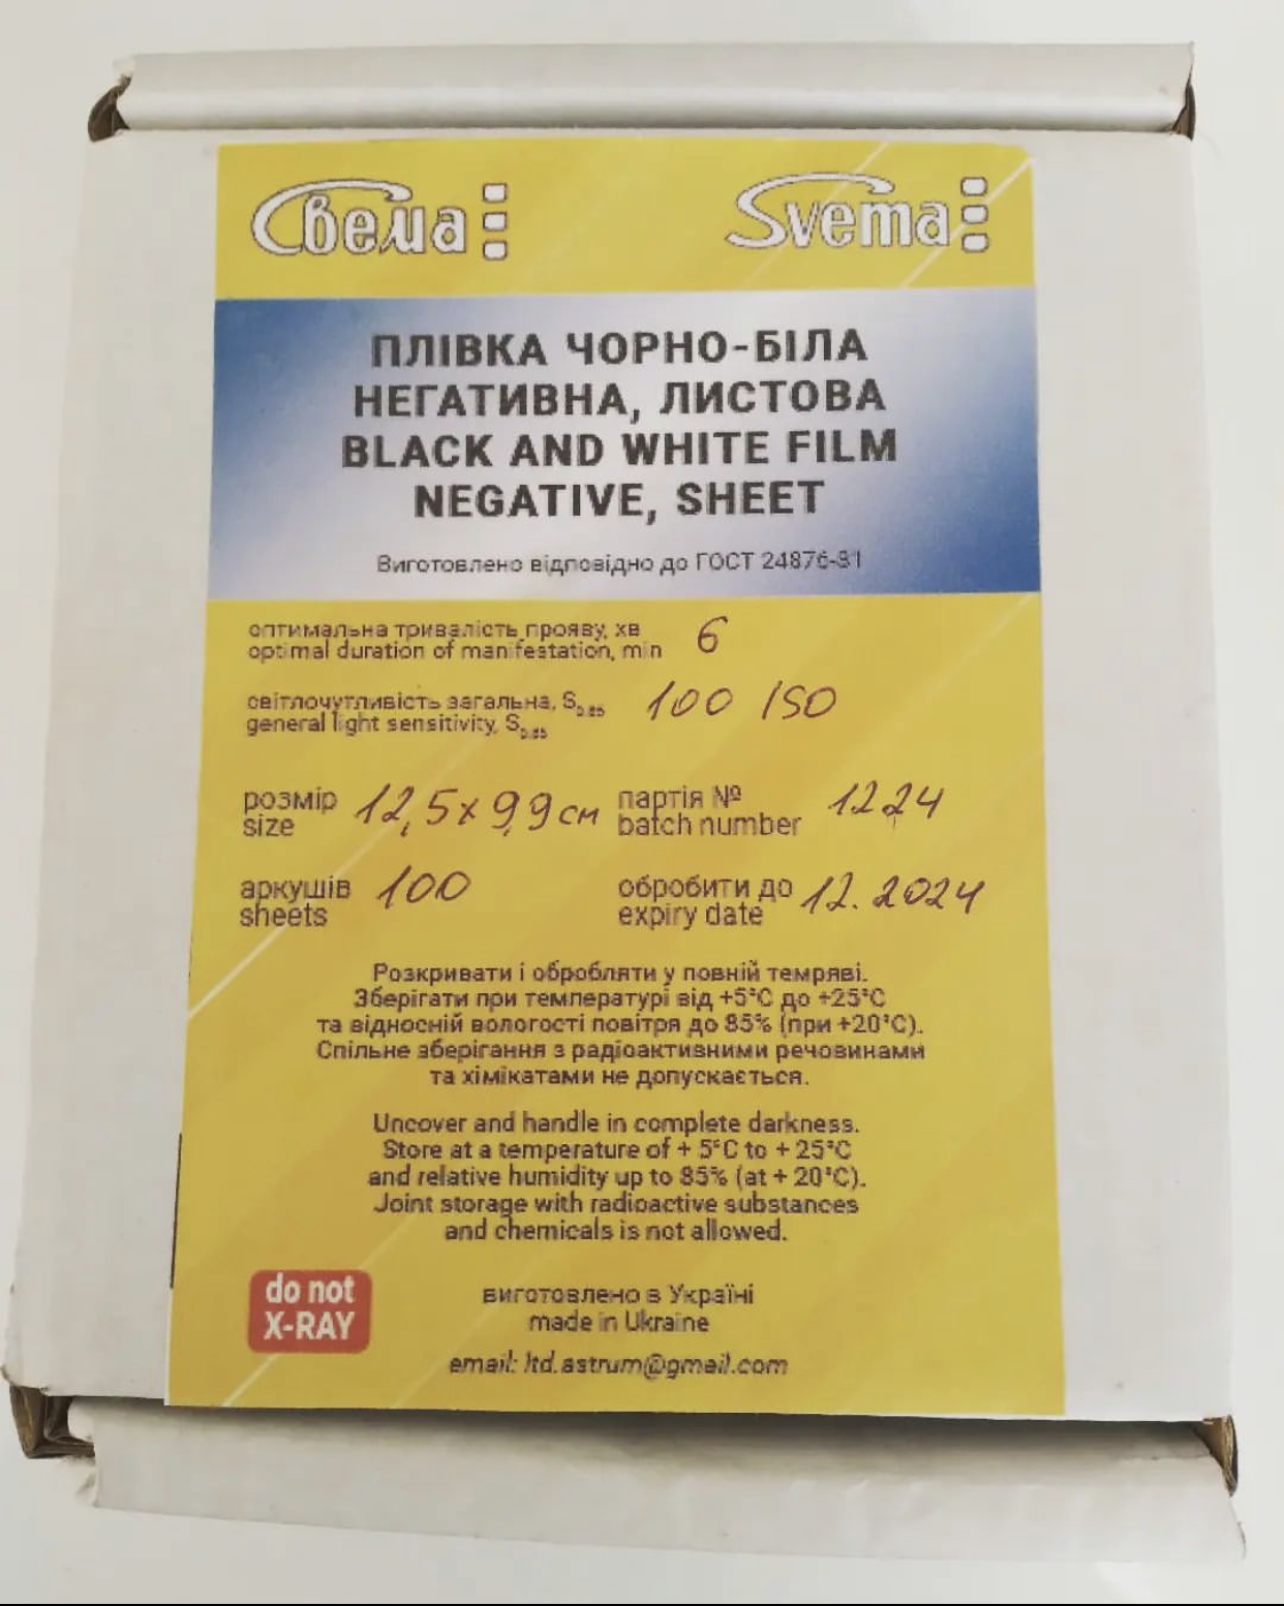 Свема
Svema
ПЛІВКА ЧОРНО-БІЛА
НЕГАТИВНА, ЛИСТОВА
BLACK AND WHITE FILM
NEGATIVE, SHEET
Виготовлено відповідно до ГОСТ 24876-81
оптимальна тривалість прояву, хв 6
optimal duration of manifestation, min
світлочутливість загальна, S0.85 100 ISO
general light sensitivity, S0.85
розмір 12,5x9,9см
size
партія № 1224
batch number
аркушів 100
sheets
обробити до 12.2024
expiry date
Розкривати і обробляти у повній темряві.
Зберігати при температурі від +5°C до +25°C
та відносній вологості повітря до 85% (при +20°C).
Спільне зберігання з радіоактивними речовинами
та хімікатами не допускається.
Uncover and handle in complete darkness.
Store at a temperature of + 5°C to + 25°C
and relative humidity up to 85% (at + 20°C).
Joint storage with radioactive substances
and chemicals is not allowed.
do not
X-RAY
виготовлено в Україні
made in Ukraine
email: ltd.astrum@gmail.com